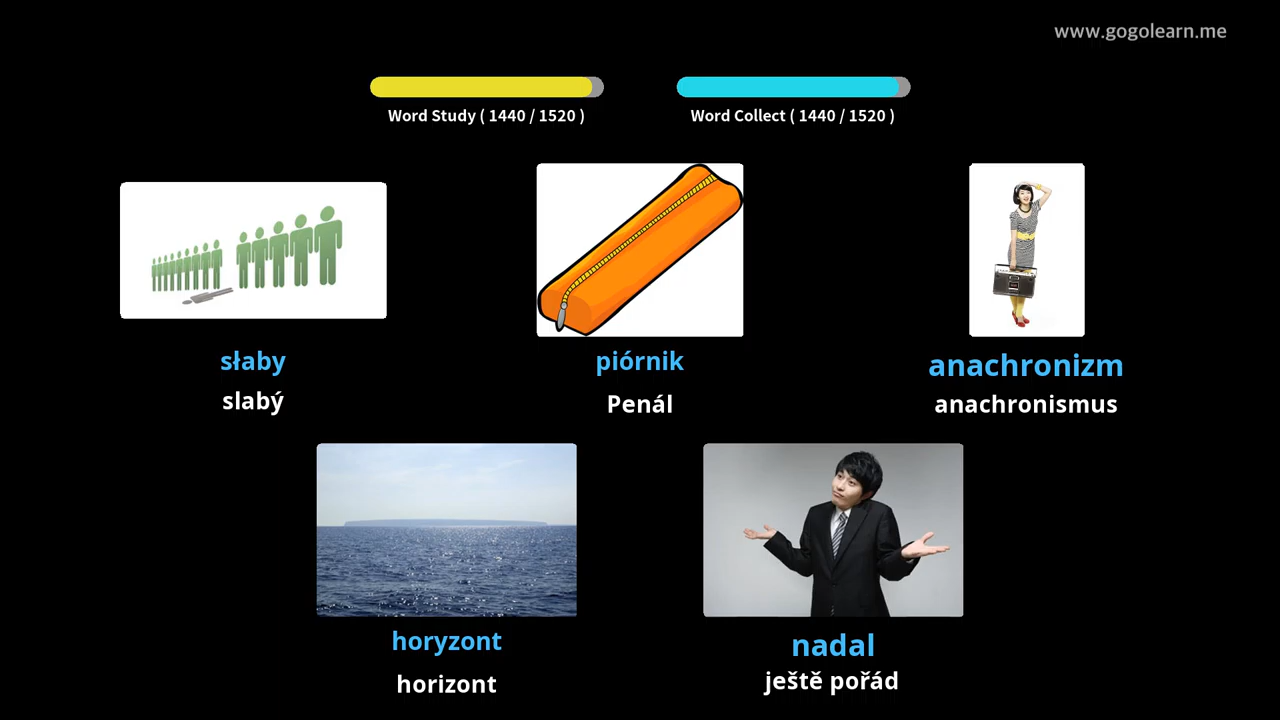 www.gogolearn.me
Word Study ( 1440 / 1520 )
Word Collect ( 1440 / 1520 )
słaby
slabý
piórnik
Penál
anachronizm
anachronismus
horyzont
horizont
nadal
ještě pořád